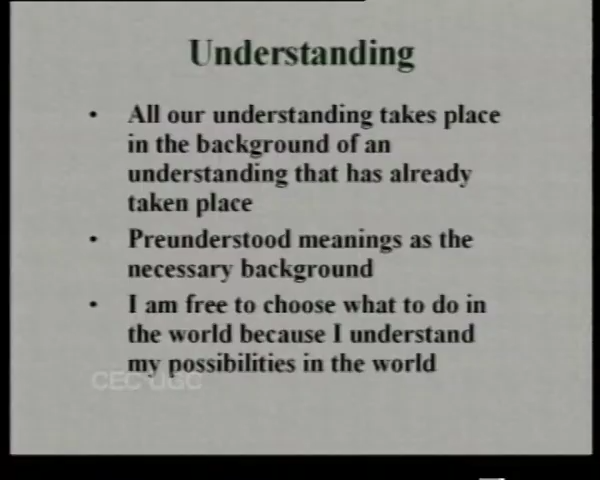 Understanding
• All our understanding takes place
in the background of an
understanding that has already
taken place
• Preunderstood meanings as the
necessary background
• I am free to choose what to do in
the world because I understand
my possibilities in the world
CEC UGC